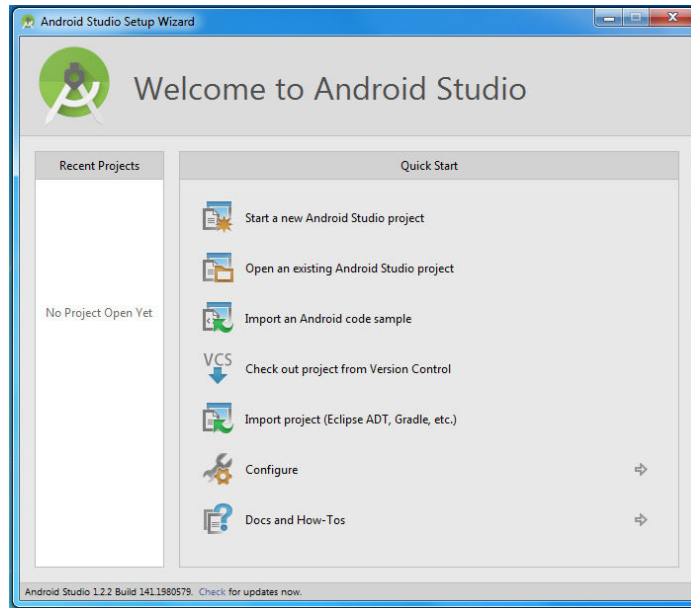 Android Studio Setup Wizard
Welcome to Android Studio
Recent Projects
No Project Open Yet
Quick Start
Start a new Android Studio project
Open an existing Android Studio project
Import an Android code sample
VCS
Check out project from Version Control
Import project (Eclipse ADT, Gradle, etc.)
Configure
Docs and How-Tos
Android Studio 1.2.2 Build 141.1980579. Check for updates now.